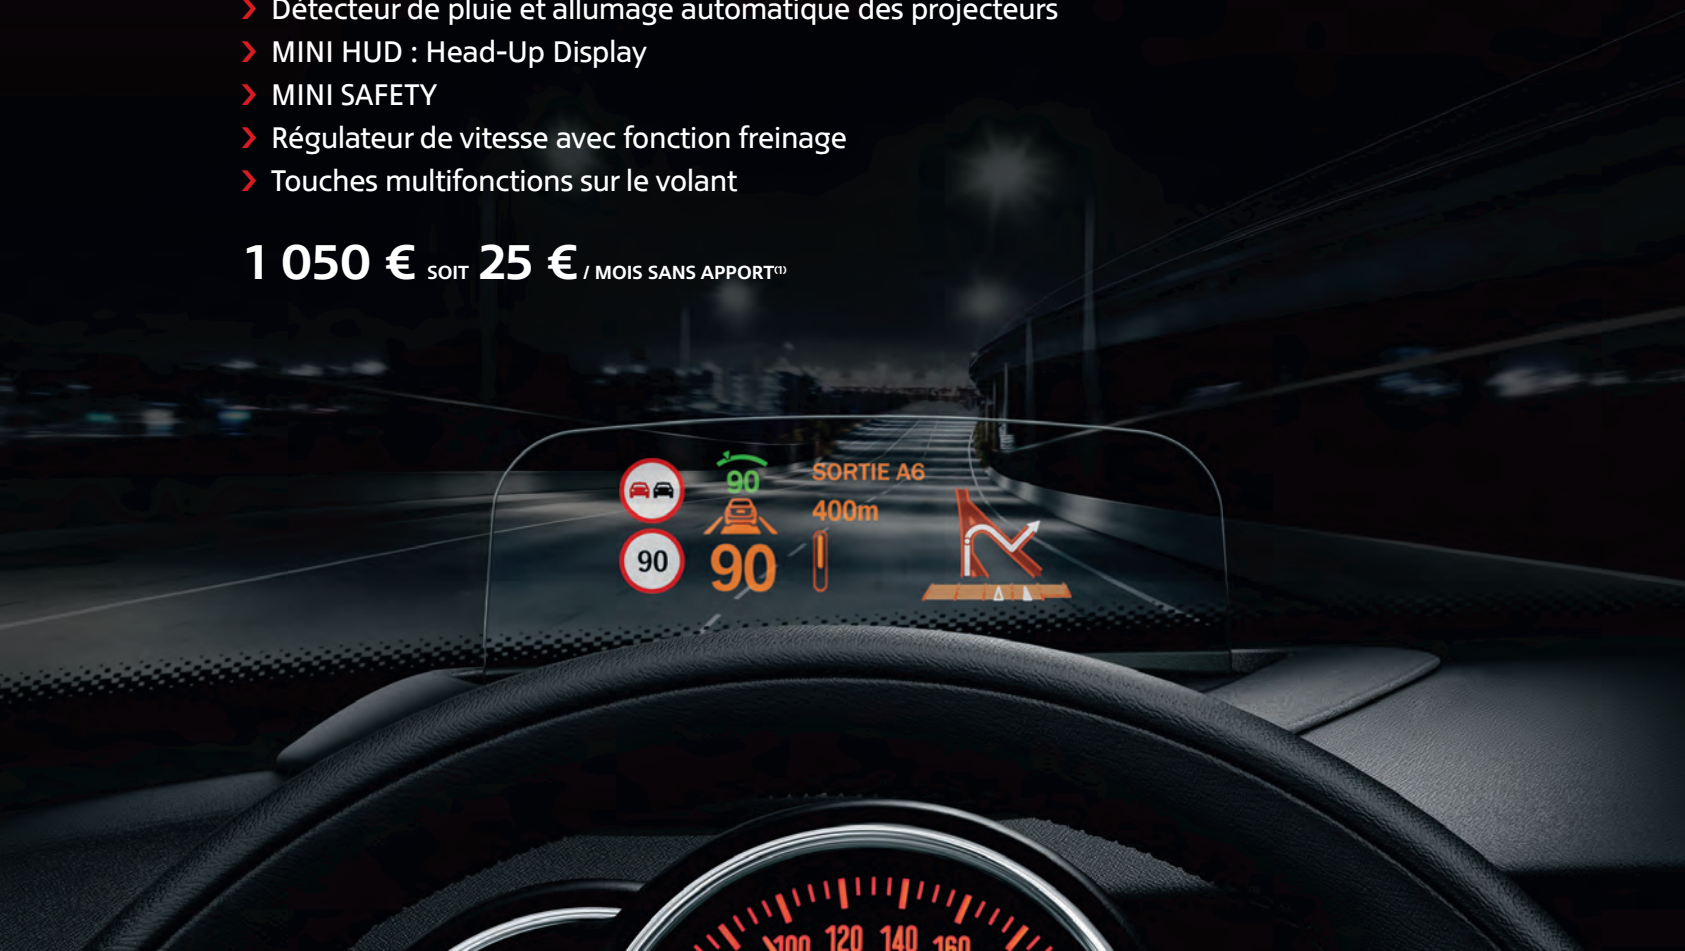 Détecteur de pluie et allumage automatique des projecteurs
MINI HUD : Head-Up Display
MINI SAFETY
Régulateur de vitesse avec fonction freinage
Touches multifonctions sur le volant
1 050 € SOIT 25 € / MOIS SANS APPORT(1)
90
SORTIE A6
400m
90
90
100 120 140 160